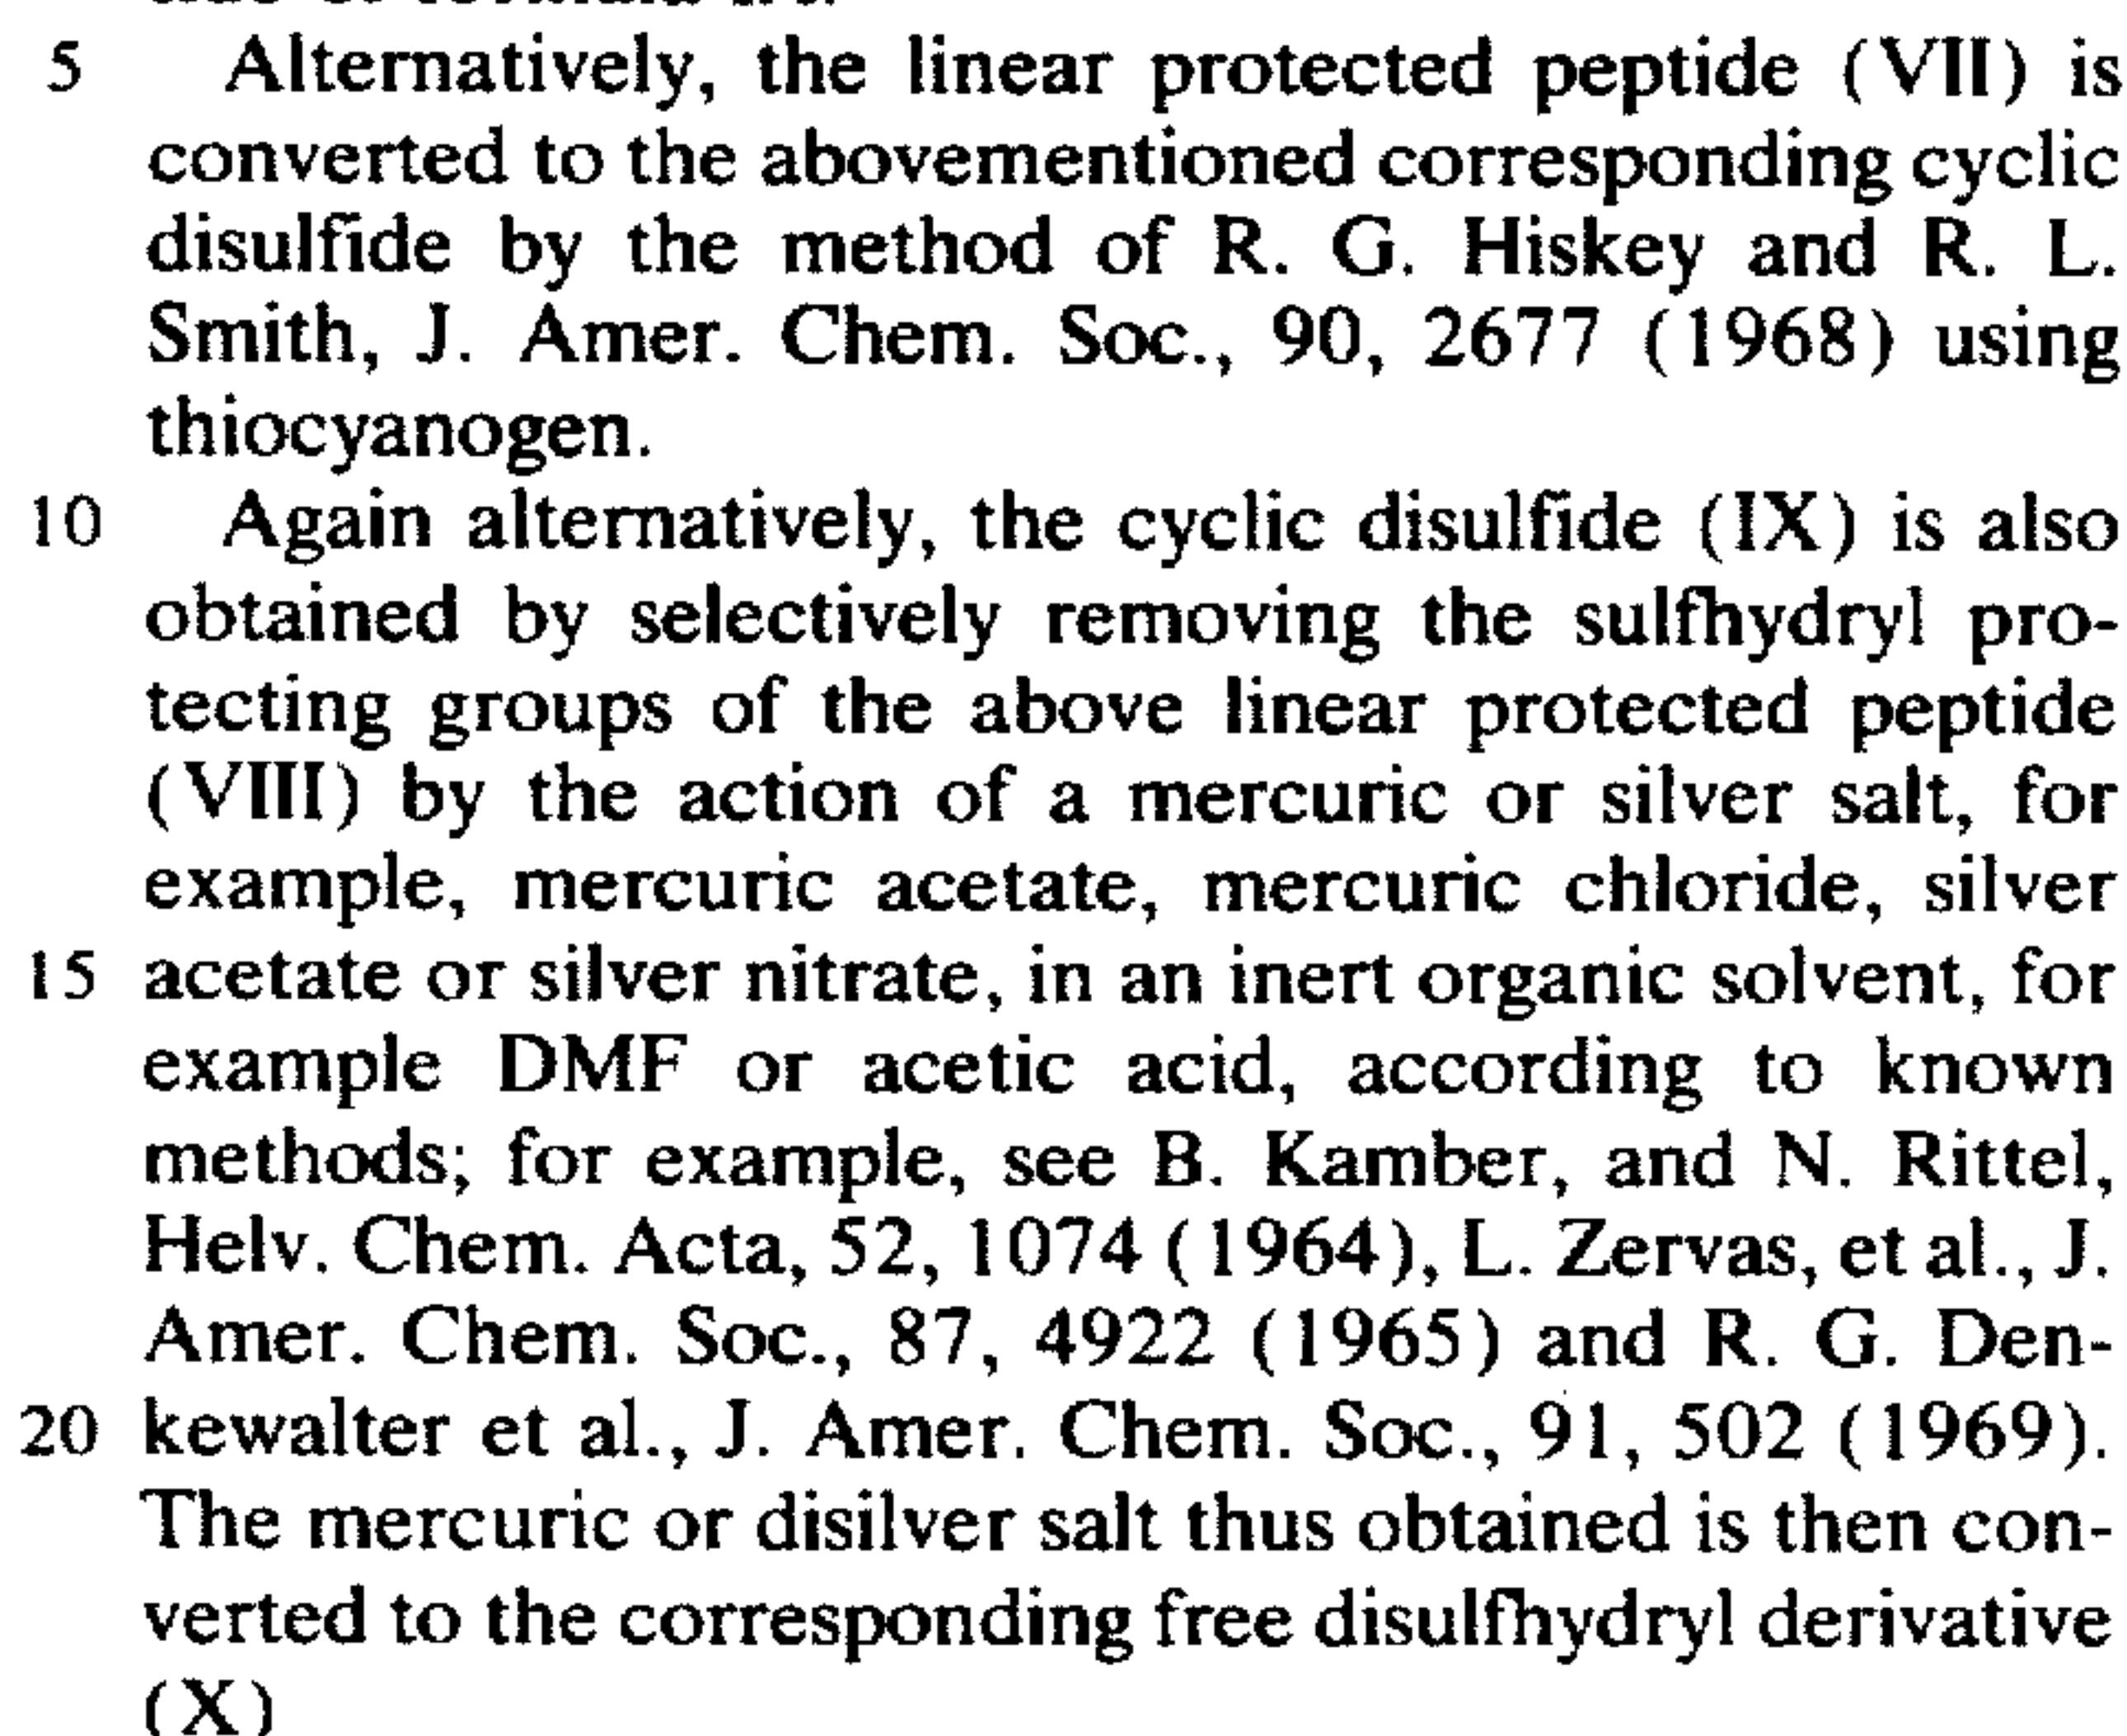 5 Alternatively, the linear protected peptide (VII) is
converted to the abovementioned corresponding cyclic
disulfide by the method of R. G. Hiskey and R. L.
Smith, J. Amer. Chem. Soc., 90, 2677 (1968) using
thiocyanogen.
10 Again alternatively, the cyclic disulfide (IX) is also
obtained by selectively removing the sulfhydryl pro-
tecting groups of the above linear protected peptide
(VIII) by the action of a mercuric or silver salt, for
example, mercuric acetate, mercuric chloride, silver
15 acetate or silver nitrate, in an inert organic solvent, for
example DMF or acetic acid, according to known
methods; for example, see B. Kamber, and N. Rittel,
Helv. Chem. Acta, 52, 1074 (1964), L. Zervas, et al., J.
Amer. Chem. Soc., 87, 4922 (1965) and R. G. Den-
20 kewalter et al., J. Amer. Chem. Soc., 91, 502 (1969).
The mercuric or disilver salt thus obtained is then con-
verted to the corresponding free disulfhydryl derivative
(X)